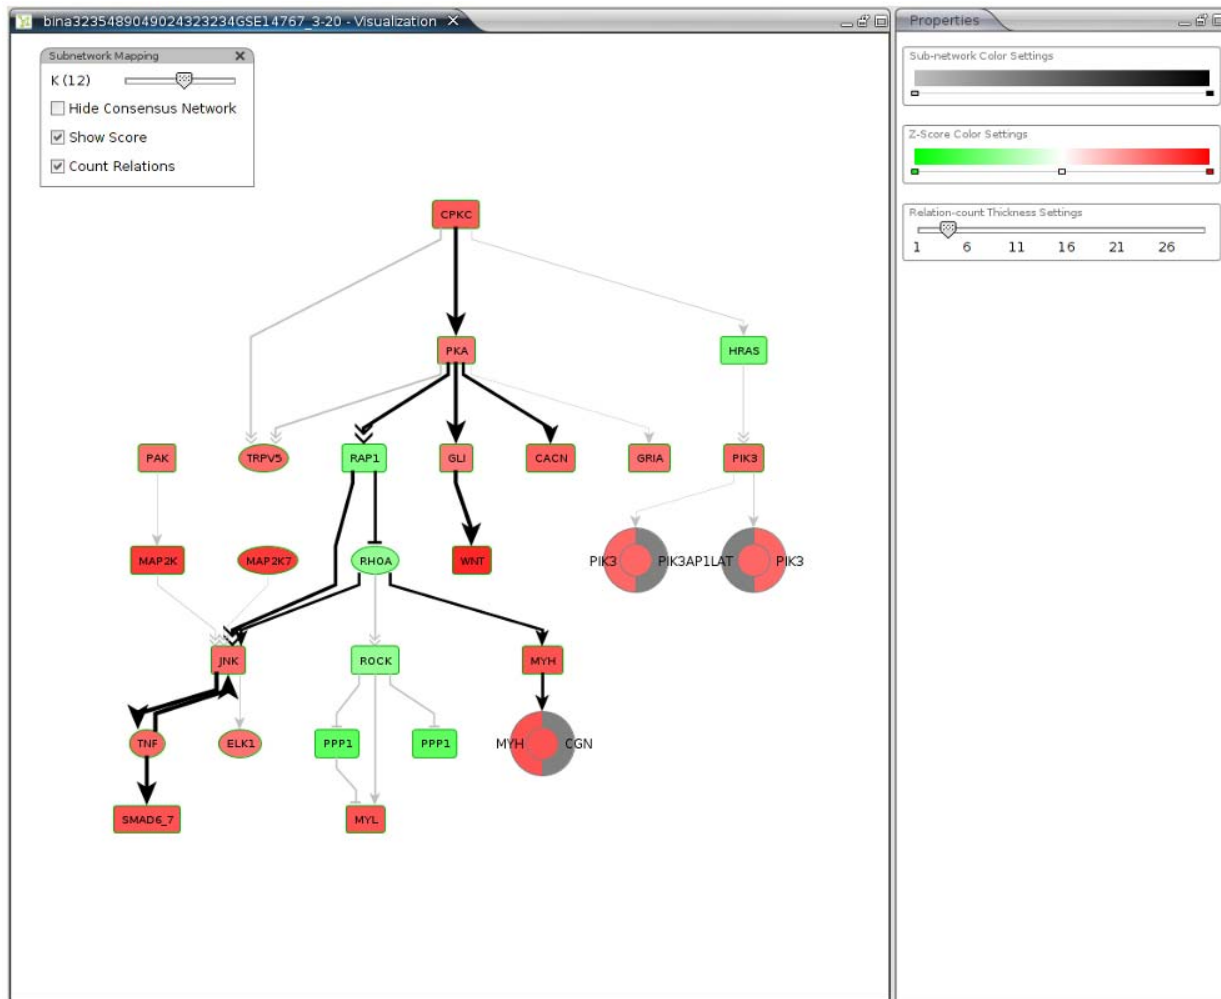 bina3235489049024323234GSE14767_3-20 - Visualization
Properties
Subnetwork Mapping
K (12)
Hide Consensus Network
Show Score
Count Relations
Sub-network Color Settings
Z-Score Color Settings
Relation-count Thickness Settings
1 6 11 16 21 26
CPKC
PKA
HRAS
PAK
TRPV5
RAP1
GLI
CACN
GRIA
PIK3
MAP2K
MAP2K7
RHOA
WNT
PIK3
PIK3AP1LAT
PIK3
JNK
ROCK
MYH
TNF
ELK1
PPP1
PPP1
MYH
CGN
SMAD6_7
MYL